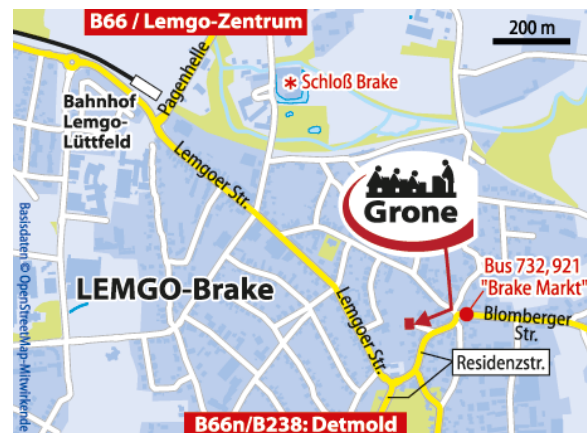 B66 / Lemgo-Zentrum
200 m
Pagenhelle
* Schloß Brake
Bahnhof
Lemgo-
Lüttfeld
Lemgoer Str.
Grone
Basisdaten © OpenStreetMap-Mitwirkende
LEMGO-Brake
Bus 732, 921
"Brake Markt"
Blomberger
Str.
Lemgoer Str.
Residenzstr.
B66n/B238: Detmold